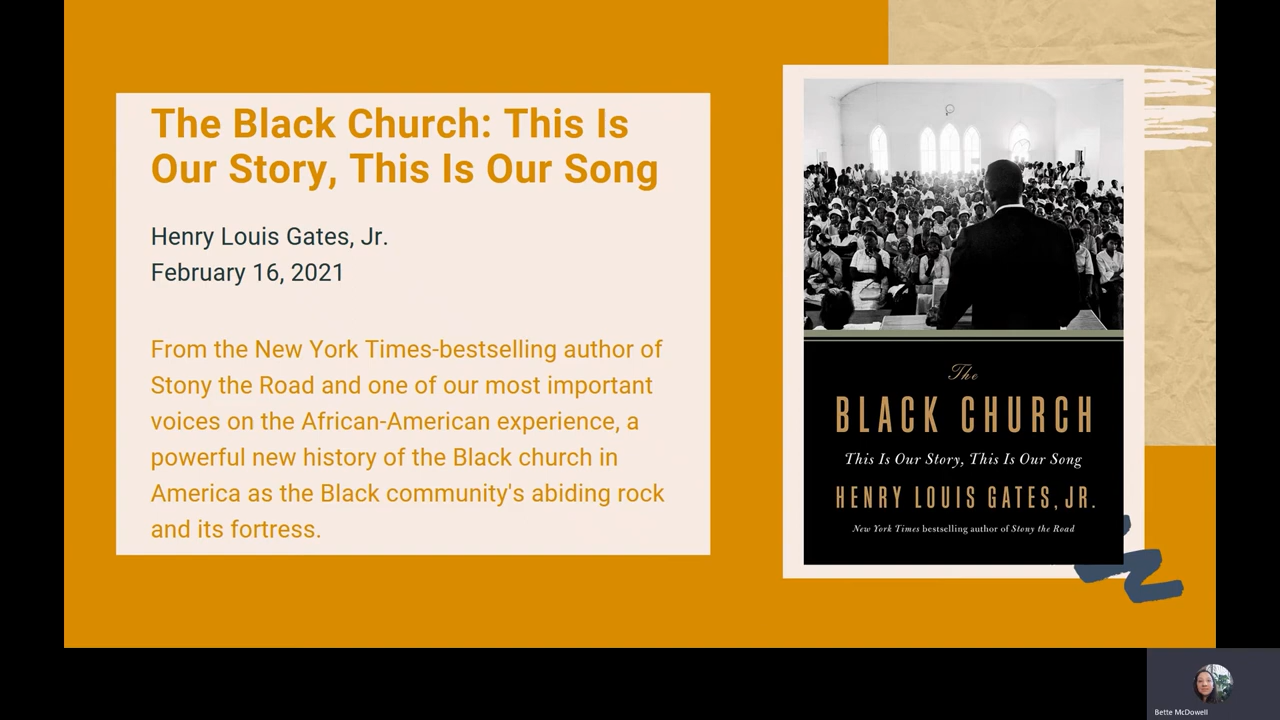 The Black Church: This Is
Our Story, This Is Our Song
Henry Louis Gates, Jr.
February 16, 2021
From the New York Times-bestselling author of
Stony the Road and one of our most important
voices on the African-American experience, a
powerful new history of the Black church in
America as the Black community's abiding rock
and its fortress.
The
BLACK CHURCH
This Is Our Story, This Is Our Song
HENRY LOUIS GATES, JR.
New York Times bestselling author of Stony the Road
Bette McDowell